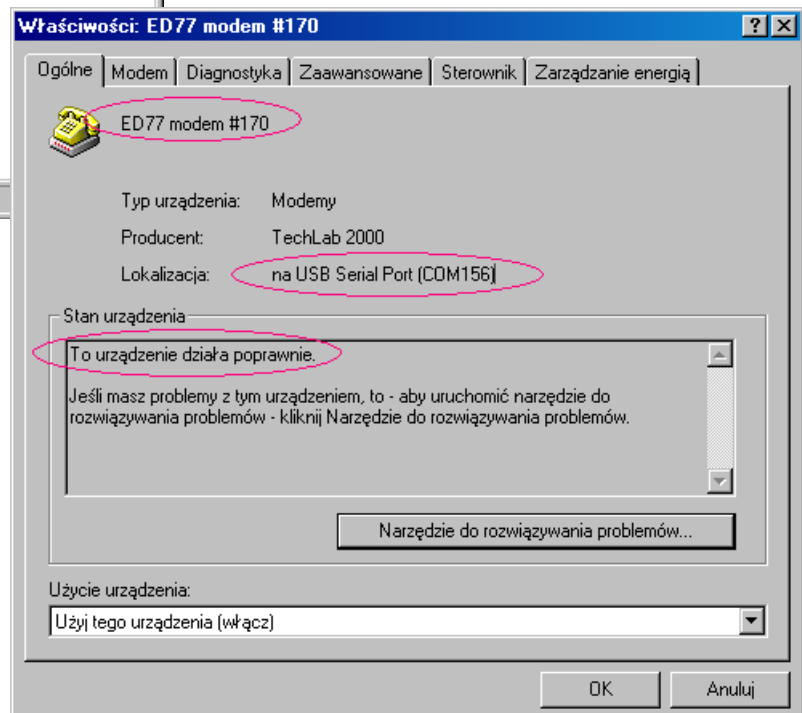 Właściwości: ED77 modem #170
Ogólne Modem Diagnostyka Zaawansowane Sterownik Zarządzanie energią
ED77 modem #170
Typ urządzenia: Modemy
Producent: TechLab 2000
Lokalizacja: na USB Serial Port (COM156)
Stan urządzenia
To urządzenie działa poprawnie.
Jeśli masz problemy z tym urządzeniem, to - aby uruchomić narzędzie do
rozwiązywania problemów - kliknij Narzędzie do rozwiązywania problemów.
Narzędzie do rozwiązywania problemów...
Użycie urządzenia:
Użyj tego urządzenia (włącz)
OK Anuluj